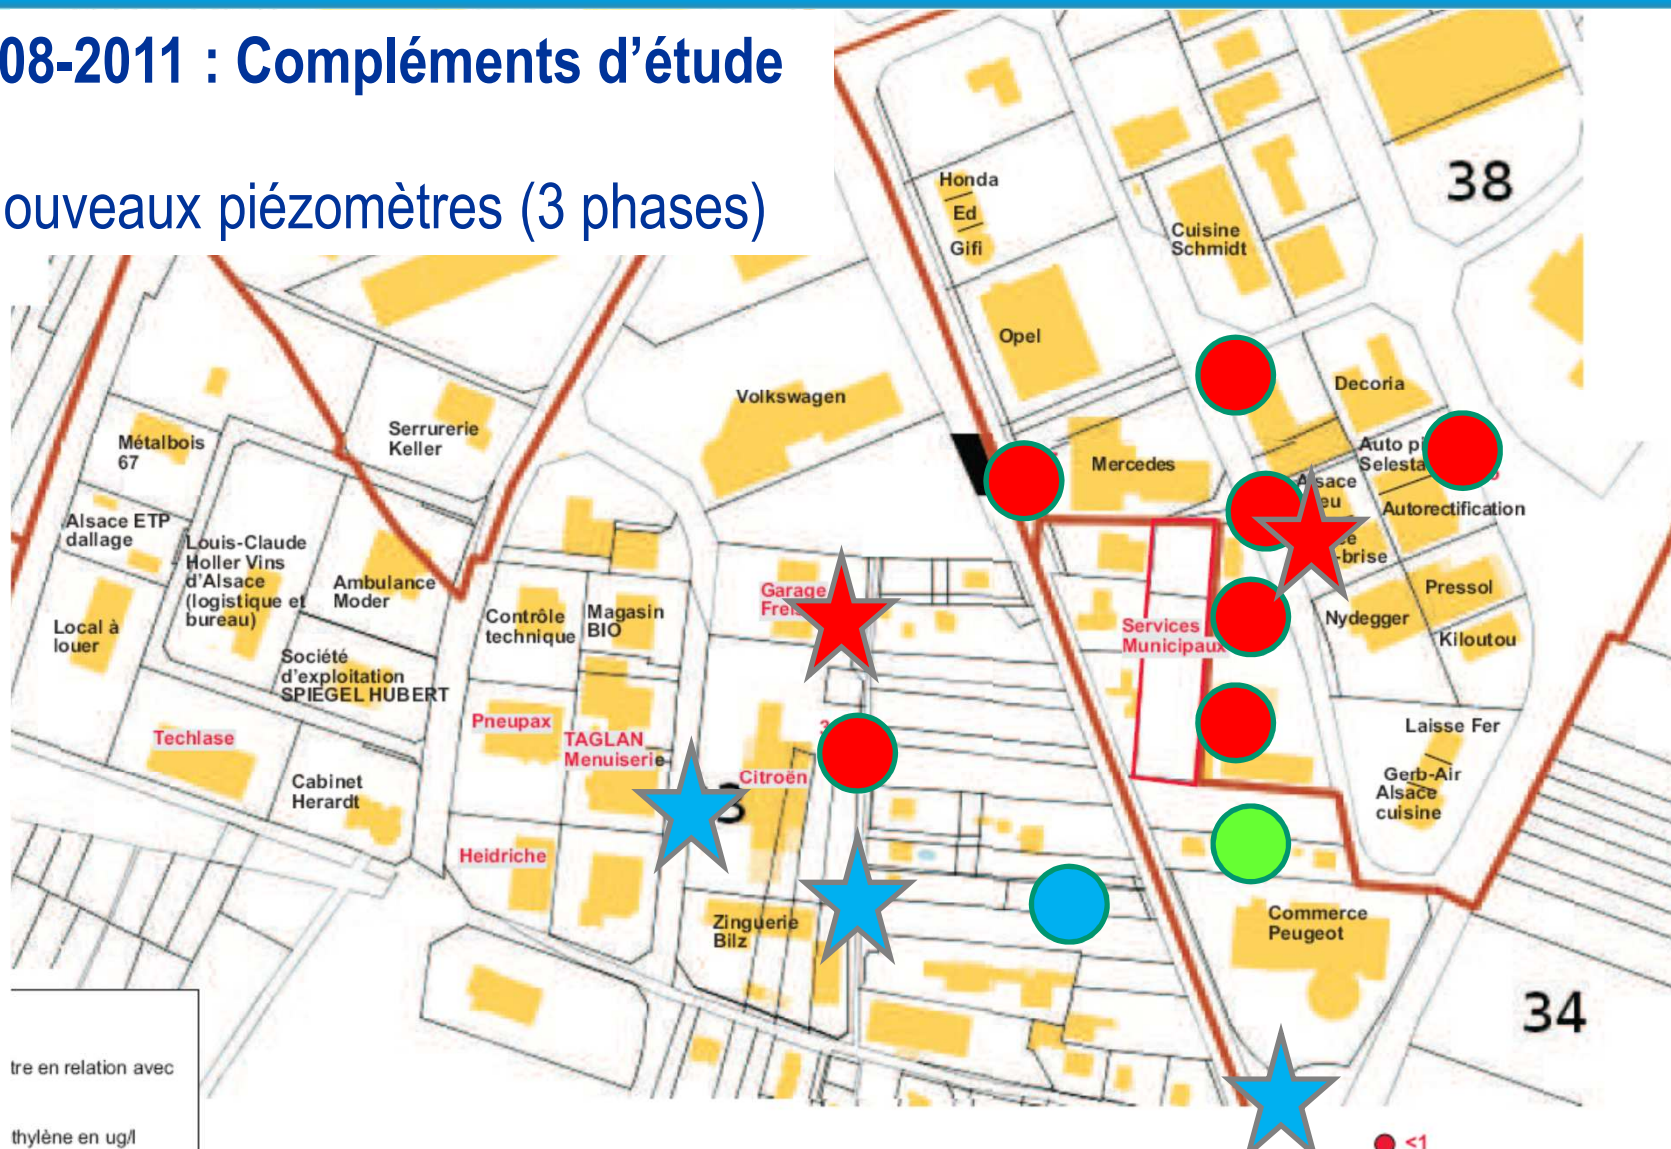 08-2011 : Compléments d’étude
ouveaux piézomètres (3 phases)
38
Honda
Ed
Gifi
Cuisine
Schmidt
Opel
Decoria
Volkswagen
Serrurerie
Keller
Métalbois
67
Mercedes
Auto pi
Selesta
Alsace
eu
Autorectification
-brise
Alsace ETP
dallage
Louis-Claude
Holler Vins
d'Alsace
(logistique et
bureau)
Ambulance
Moder
Garage
Contrôle
technique
Magasin
BIO
Pressol
Nydegger
Kiloutou
Local à
louer
Services
Municipaux
Société
d'exploitation
SPIEGEL HUBERT
Pneupax
TAGLAN
Menuiserie
Techlase
Laisse Fer
Citroën
3
Cabinet
Herardt
Gerb-Air
Alsace
cuisine
Heidriche
Zinguerie
Bilz
Commerce
Peugeot
34
tre en relation avec
thylène en ug/l
<1